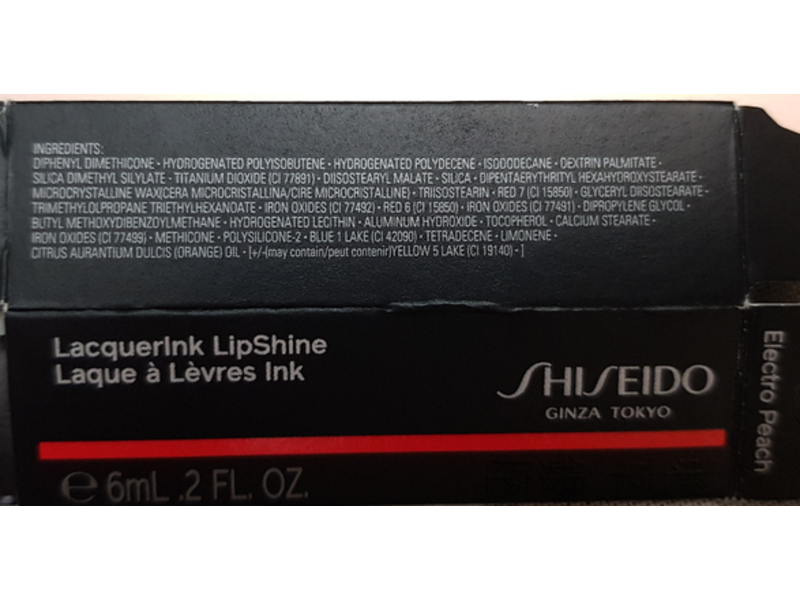 INGREDIENTS:
DIPHENYL DIMETHICONE · HYDROGENATED POLYISOBUTENE · HYDROGENATED POLYDECENE · ISODODECANE · DEXTRIN PALMITATE ·
SILICA DIMETHYL SILYLATE · TITANIUM DIOXIDE (CI 77891) · DIISOSTEARYL MALATE · SILICA · DIPENTAERYTHRITYL HEXAHYDROXYSTEARATE ·
MICROCRYSTALLINE WAX(CERA MICROCRISTALLINA/CIRE MICROCRISTALLINE) · TRIISOSTEARIN · RED 7 (CI 15850) · GLYCERYL DIISOSTEARATE ·
TRIMETHYLOLPROPANE TRIETHYLHEXANOATE · IRON OXIDES (CI 77492) · RED 6 (CI 15850) · IRON OXIDES (CI 77491) · DIPROPYLENE GLYCOL ·
BUTYL METHOXYDIBENZOYLMETHANE · HYDROGENATED LECITHIN · ALUMINUM HYDROXIDE · TOCOPHEROL · CALCIUM STEARATE ·
IRON OXIDES (CI 77499) · METHICONE · POLYSILICONE-2 · BLUE 1 LAKE (CI 42090) · TETRADECENE · LIMONENE ·
CITRUS AURANTIUM DULCIS (ORANGE) OIL · [+/-(may contain/peut contenir)YELLOW 5 LAKE (CI 19140) · ]
LacquerInk LipShine
Laque à Lèvres Ink
SHISEIDO
GINZA TOKYO
℮ 6mL .2 FL. OZ.
Electro Peach